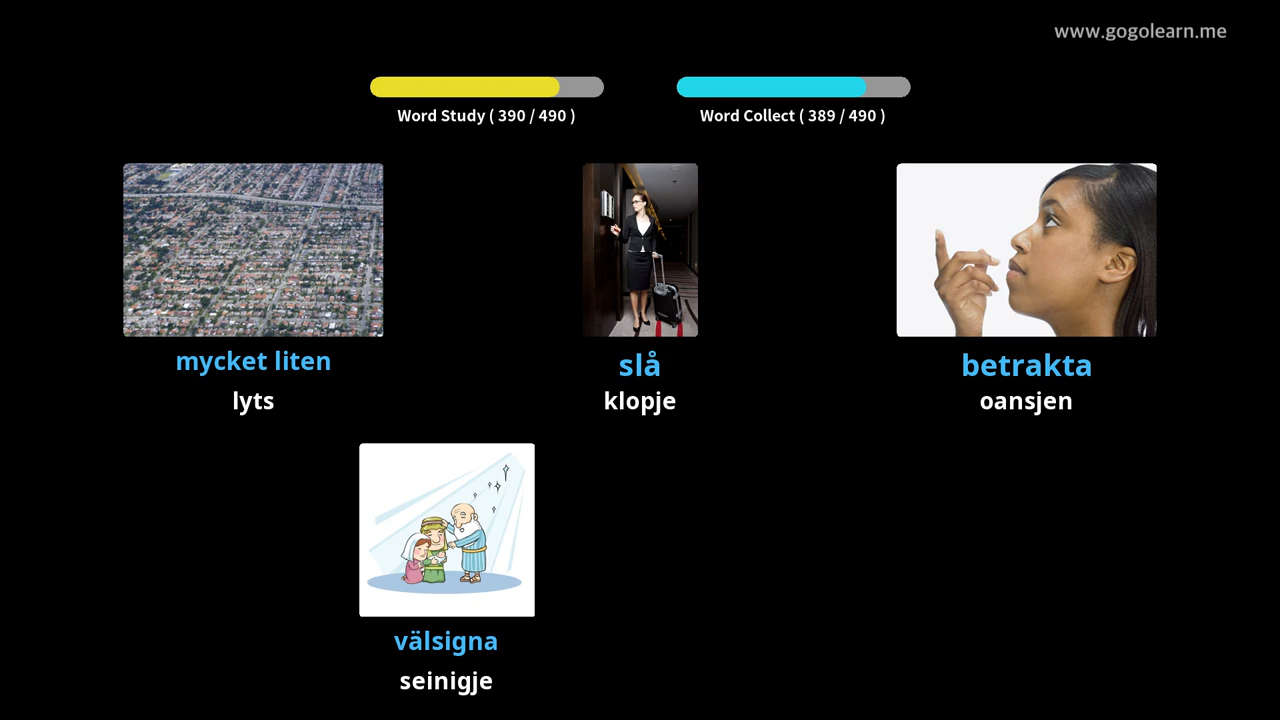 www.gogolearn.me
Word Study ( 390 / 490 )
Word Collect ( 389 / 490 )
mycket liten
lyts
slå
klopje
betrakta
oansjen
välsigna
seinigje